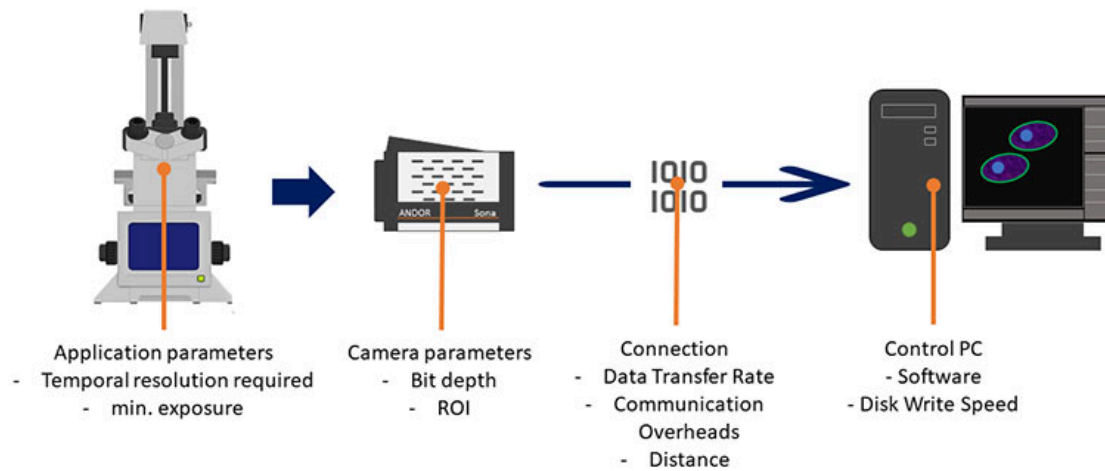 1010
1010
ANDOR Sona
Application parameters
- Temporal resolution required
- min. exposure
Camera parameters
- Bit depth
- ROI
Connection
- Data Transfer Rate
- Communication
Overheads
- Distance
Control PC
- Software
- Disk Write Speed